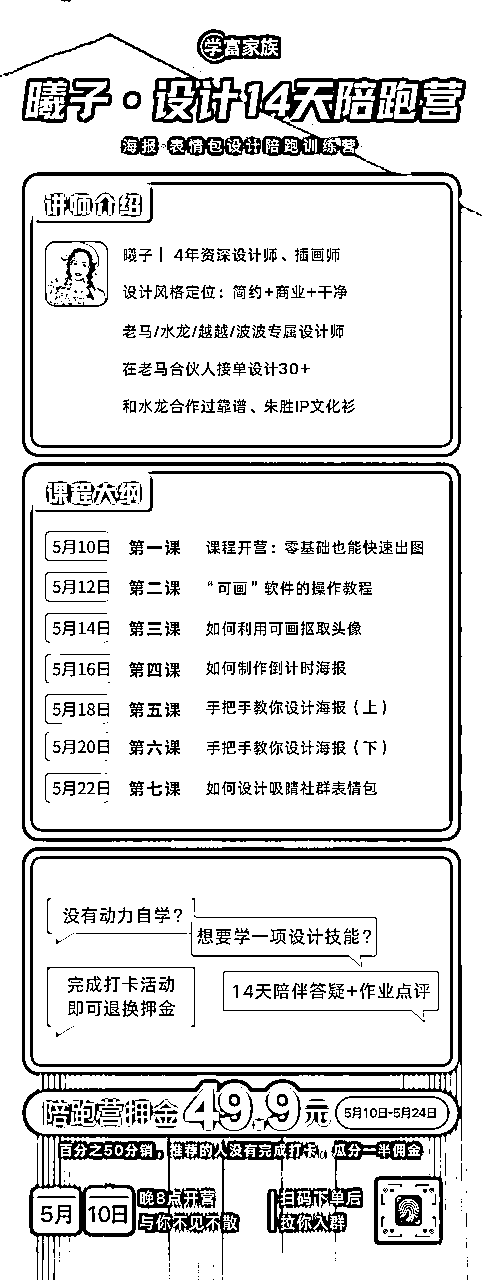 学富家族
曦子·设计14天陪跑营
海报·表情包设计陪跑训练营
讲师介绍
曦子| 4年资深设计师、插画师
设计风格定位：简约+商业+干净
老马/水龙/越越/波波专属设计师
在老马合伙人接单设计30+
和水龙合作过靠谱、朱胜IP文化衫
课程大纲
5月10日 第一课 课程开营：零基础也能快速出图
5月12日 第二课 “可画”软件的操作教程
5月14日 第三课 如何利用可画抠取头像
5月16日 第四课 如何制作倒计时海报
5月18日 第五课 手把手教你设计海报（上）
5月20日 第六课 手把手教你设计海报（下）
5月22日 第七课 如何设计吸睛社群表情包
没有动力自学？
想要学一项设计技能？
完成打卡活动
即可退换押金
14天陪伴答疑+作业点评
陪跑营押金49.9元 5月10日-5月24日
百分之50分销，推荐的人没有完成打卡。瓜分一半佣金
5月 10日
晚8点开营
与你不见不散
扫码下单后
拉你入群